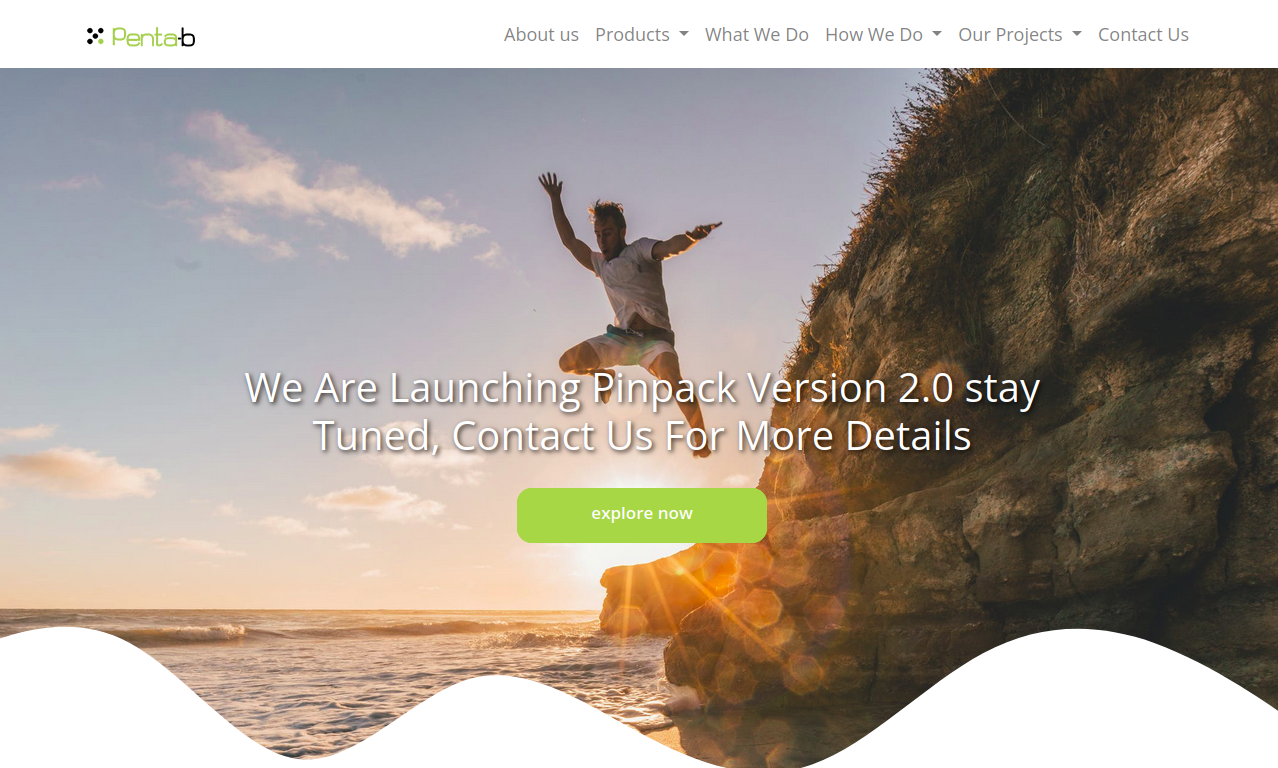 Penta-b
About us Products What We Do How We Do Our Projects Contact Us
We Are Launching Pinpack Version 2.0 stay
Tuned, Contact Us For More Details
explore now